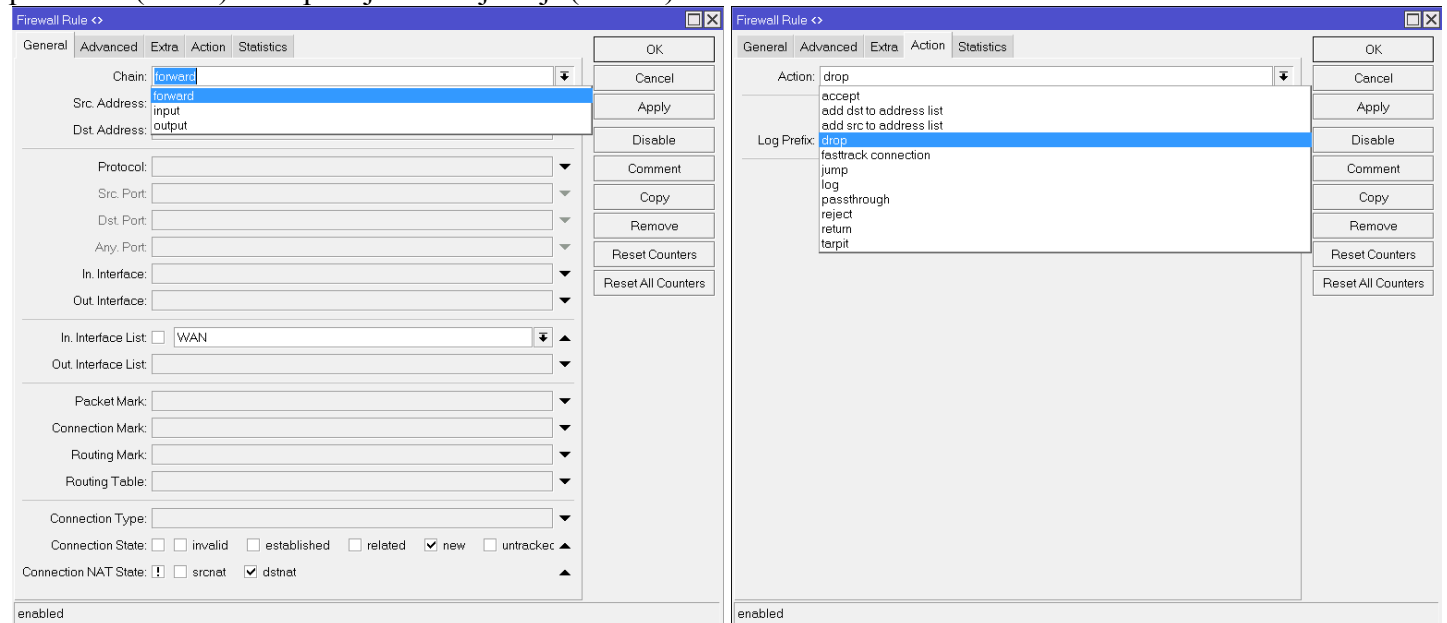 Firewall Rule <>
General Advanced Extra Action Statistics
Chain: forward
forward
input
output
Src. Address:
Dst. Address:
Protocol:
Src. Port:
Dst. Port:
Any. Port:
In. Interface:
Out. Interface:
In. Interface List: WAN
Out. Interface List:
Packet Mark:
Connection Mark:
Routing Mark:
Routing Table:
Connection Type:
Connection State: invalid established related new untracked
Connection NAT State: ! srcnat dstnat
enabled
OK
Cancel
Apply
Disable
Comment
Copy
Remove
Reset Counters
Reset All Counters
Firewall Rule <>
General Advanced Extra Action Statistics
Action: drop
accept
add dst to address list
add src to address list
Log Prefix: drop
fasttrack connection
jump
log
passthrough
reject
return
tarpit
OK
Cancel
Apply
Disable
Comment
Copy
Remove
Reset Counters
Reset All Counters
enabled